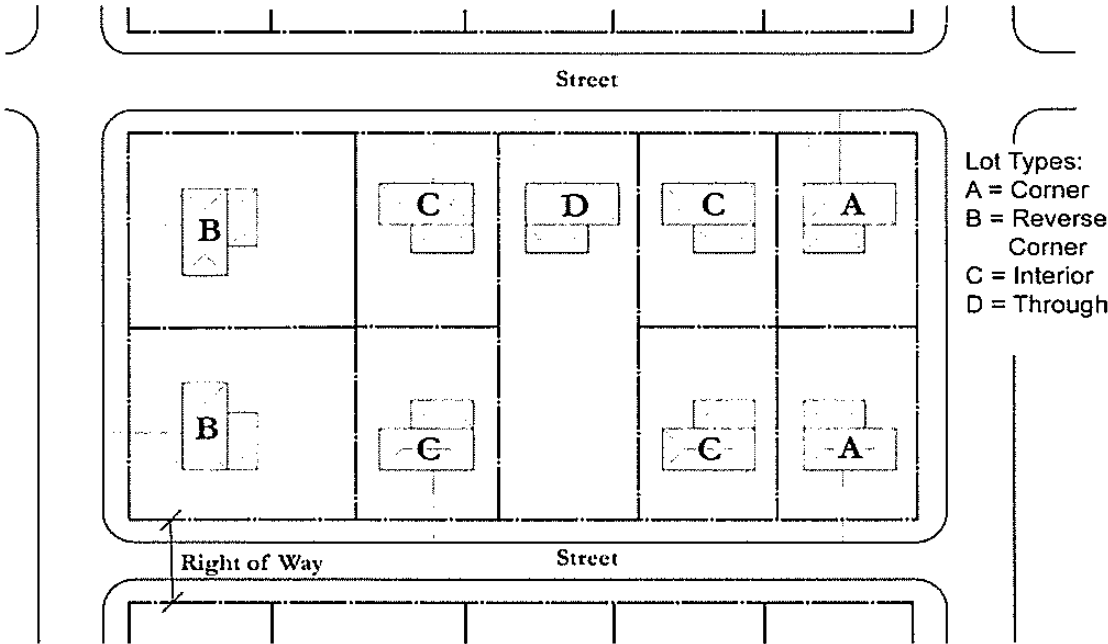 Street
Lot Types:
A = Corner
B = Reverse
Corner
C = Interior
D = Through
B
C
D
C
A
B
C
C
A
Right of Way
Street